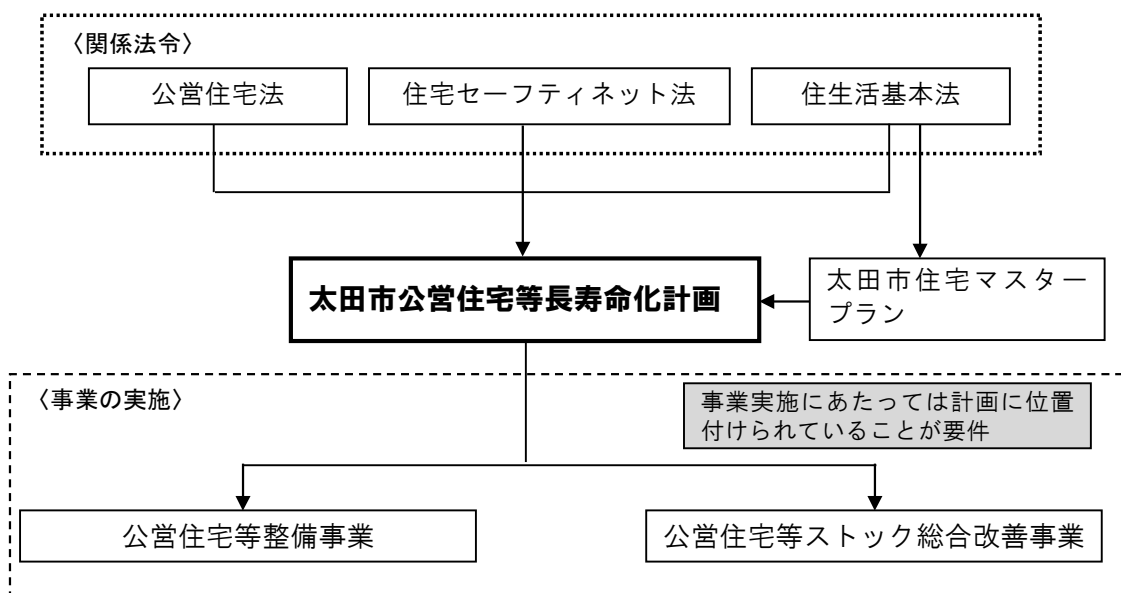 〈関係法令〉
公営住宅法
住宅セーフティネット法
住生活基本法
太田市公営住宅等長寿命化計画
太田市住宅マスター
プラン
〈事業の実施〉
事業実施にあたっては計画に位置
付けられていることが要件
公営住宅等整備事業
公営住宅等ストック総合改善事業